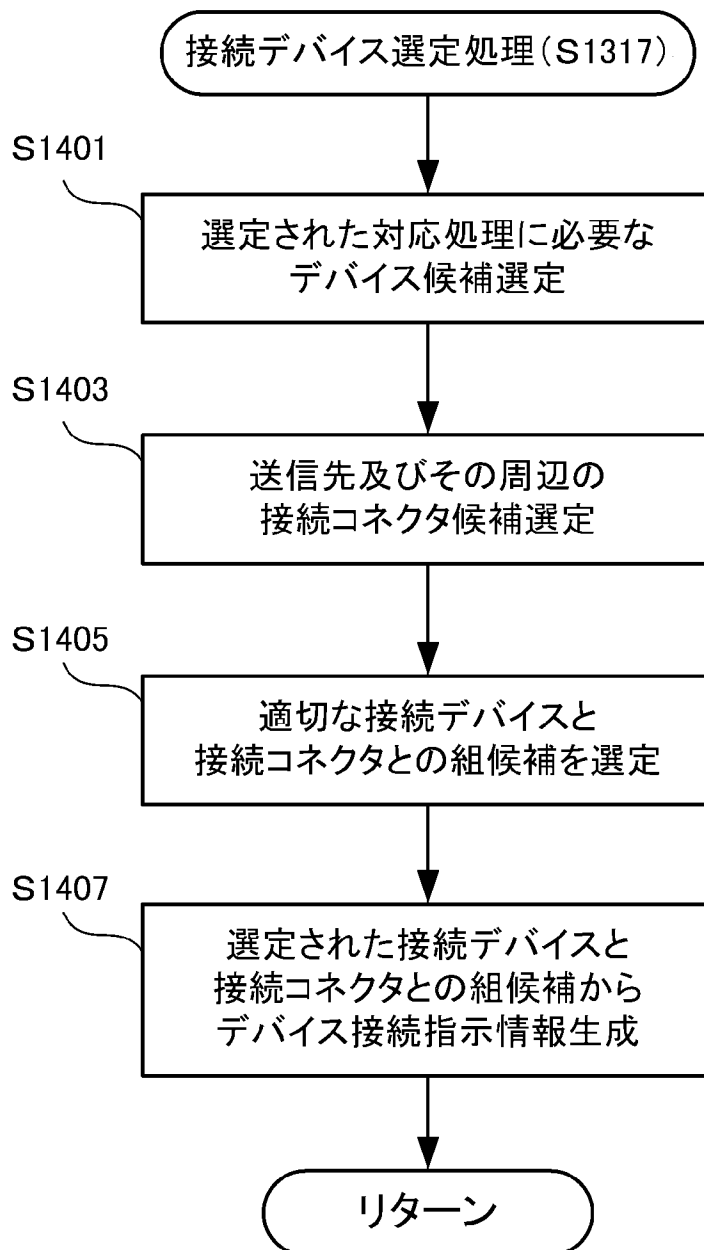 接続デバイス選定処理(S1317)
S1401
選定された対応処理に必要な
デバイス候補選定
S1403
送信先及びその周辺の
接続コネクタ候補選定
S1405
適切な接続デバイスと
接続コネクタとの組候補を選定
S1407
選定された接続デバイスと
接続コネクタとの組候補から
デバイス接続指示情報生成
リターン